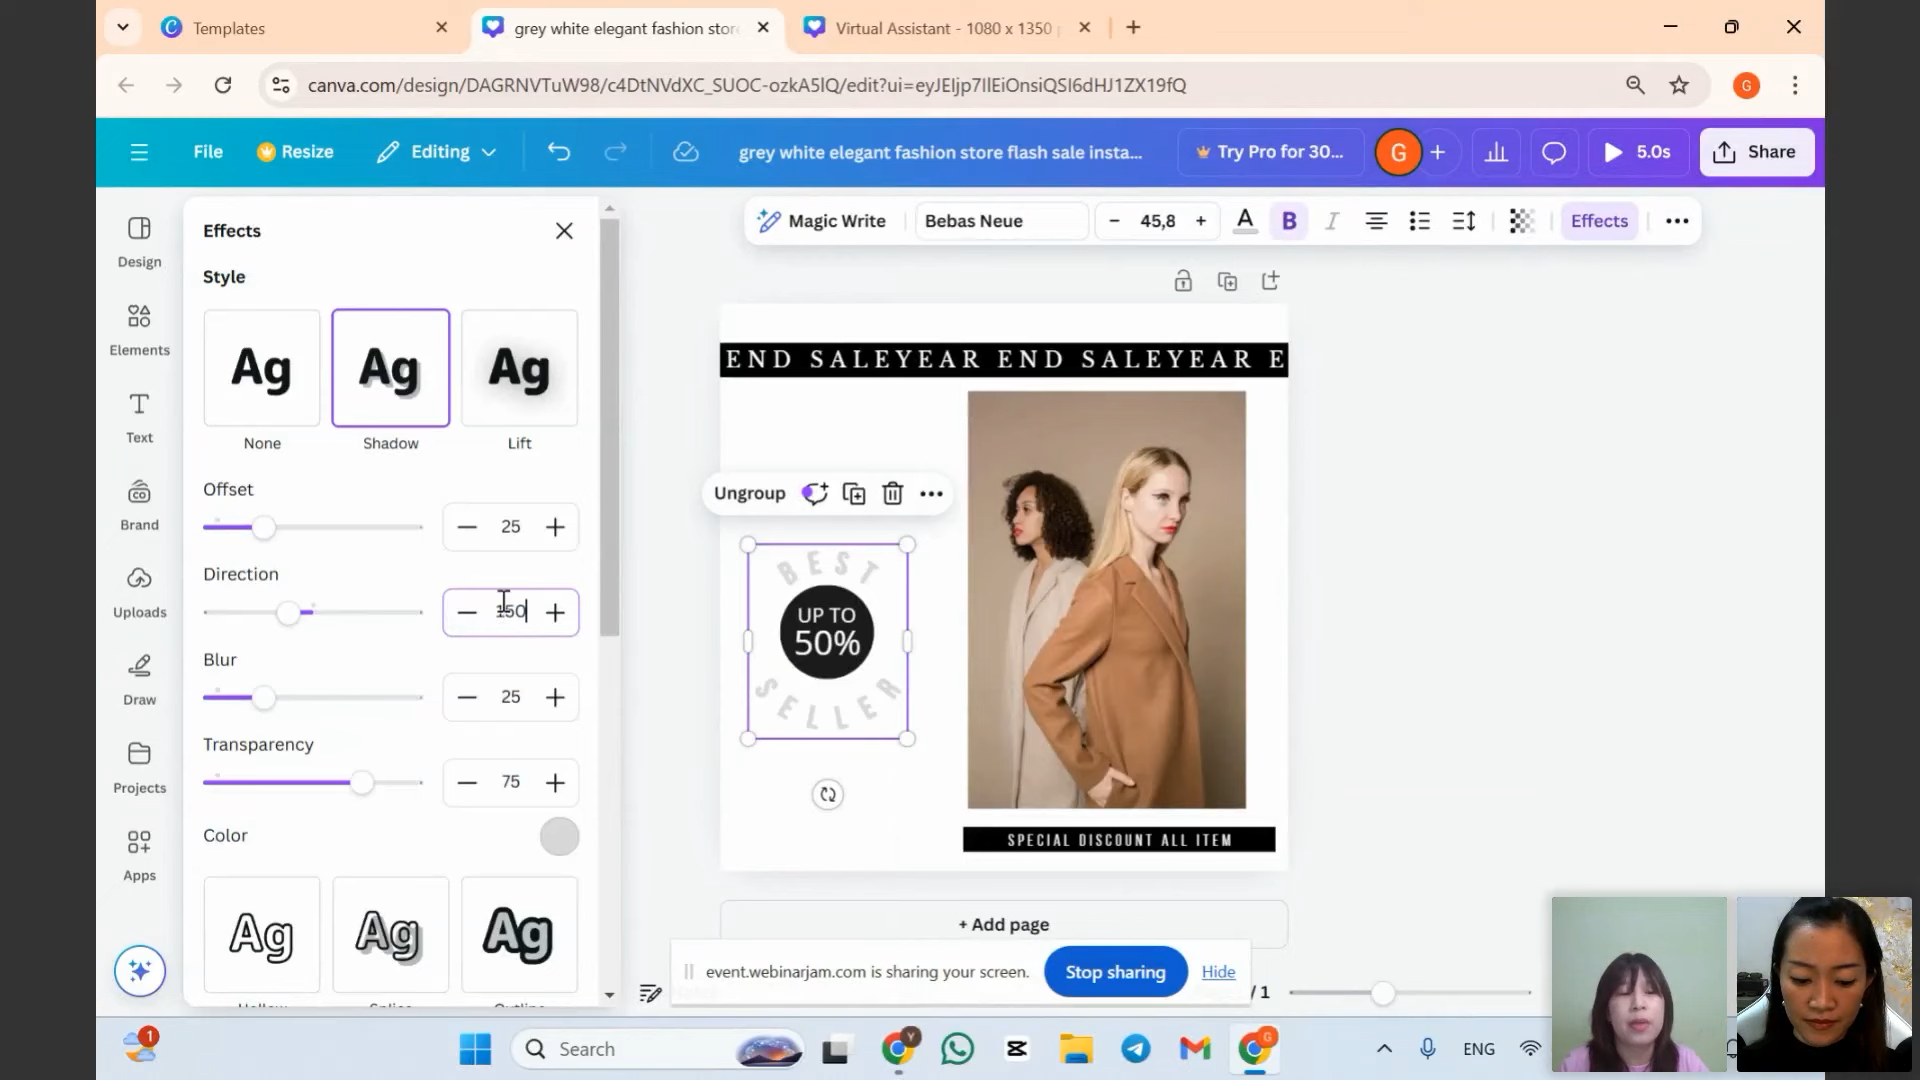 Templates
grey white elegant fashion stor
Virtual Assistant - 1080 x 1350
canva.com/design/DAGRNVTuW98/c4DtNVdXC_SUOC-ozkA5lQ/edit?ui=eyJEIjp7IlEiOnsiQSI6dHJ1ZX19fQ
G
File
Resize
Editing
grey white elegant fashion store flash sale insta...
Try Pro for 30...
G
5.0s
Share
Design
Elements
Text
Brand
Uploads
Draw
Projects
Apps
Effects
Style
Ag
Ag
Ag
None
Shadow
Lift
Offset
25
Direction
150
Blur
25
Transparency
75
Color
Ag
Ag
Ag
Magic Write
Bebas Neue
45,8
A
B
I
Effects
END SALEYEAR END SALEYEAR E
Ungroup
BEST
UP TO
50%
SELLER
SPECIAL DISCOUNT ALL ITEM
+ Add page
event.webinarjam.com is sharing your screen.
Stop sharing
Hide
/ 1
1
Search
Y
G
ENG